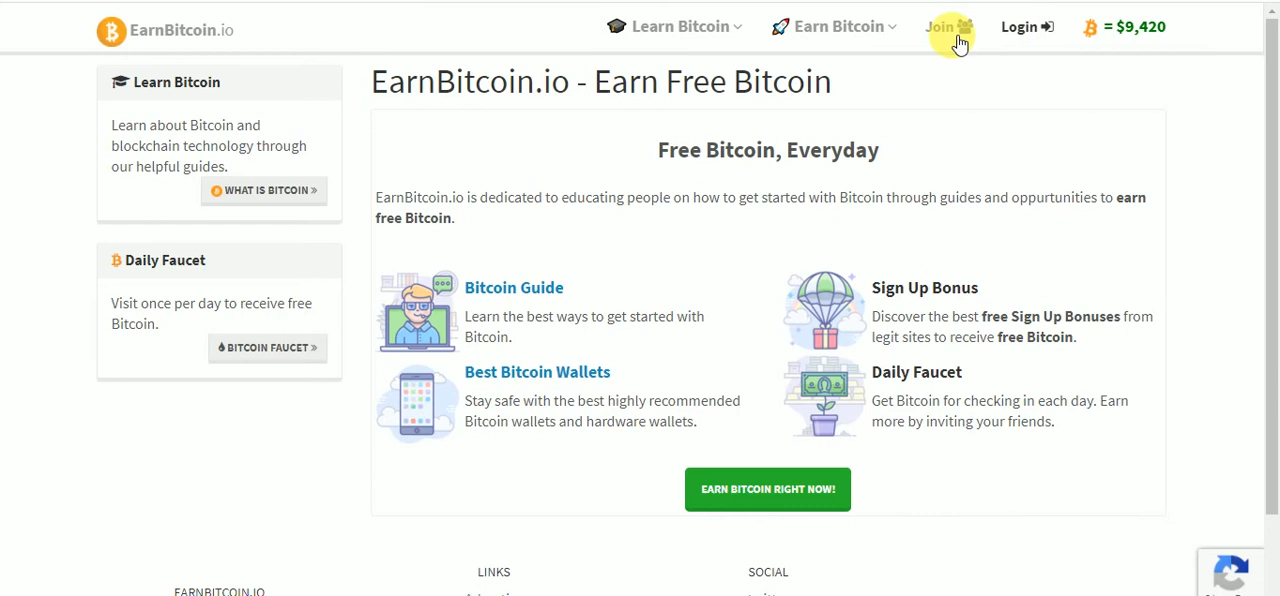 EarnBitcoin.io
Learn Bitcoin
Earn Bitcoin
Join
Login
= $9,420
Learn Bitcoin
Learn about Bitcoin and
blockchain technology through
our helpful guides.
WHAT IS BITCOIN »
Daily Faucet
Visit once per day to receive free
Bitcoin.
BITCOIN FAUCET »
EarnBitcoin.io - Earn Free Bitcoin
Free Bitcoin, Everyday
EarnBitcoin.io is dedicated to educating people on how to get started with Bitcoin through guides and oppurtunities to earn
free Bitcoin.
Bitcoin Guide
Learn the best ways to get started with
Bitcoin.
Sign Up Bonus
Discover the best free Sign Up Bonuses from
legit sites to receive free Bitcoin.
Best Bitcoin Wallets
Stay safe with the best highly recommended
Bitcoin wallets and hardware wallets.
Daily Faucet
Get Bitcoin for checking in each day. Earn
more by inviting your friends.
EARN BITCOIN RIGHT NOW!
EARNBITCOIN.IO
LINKS
SOCIAL